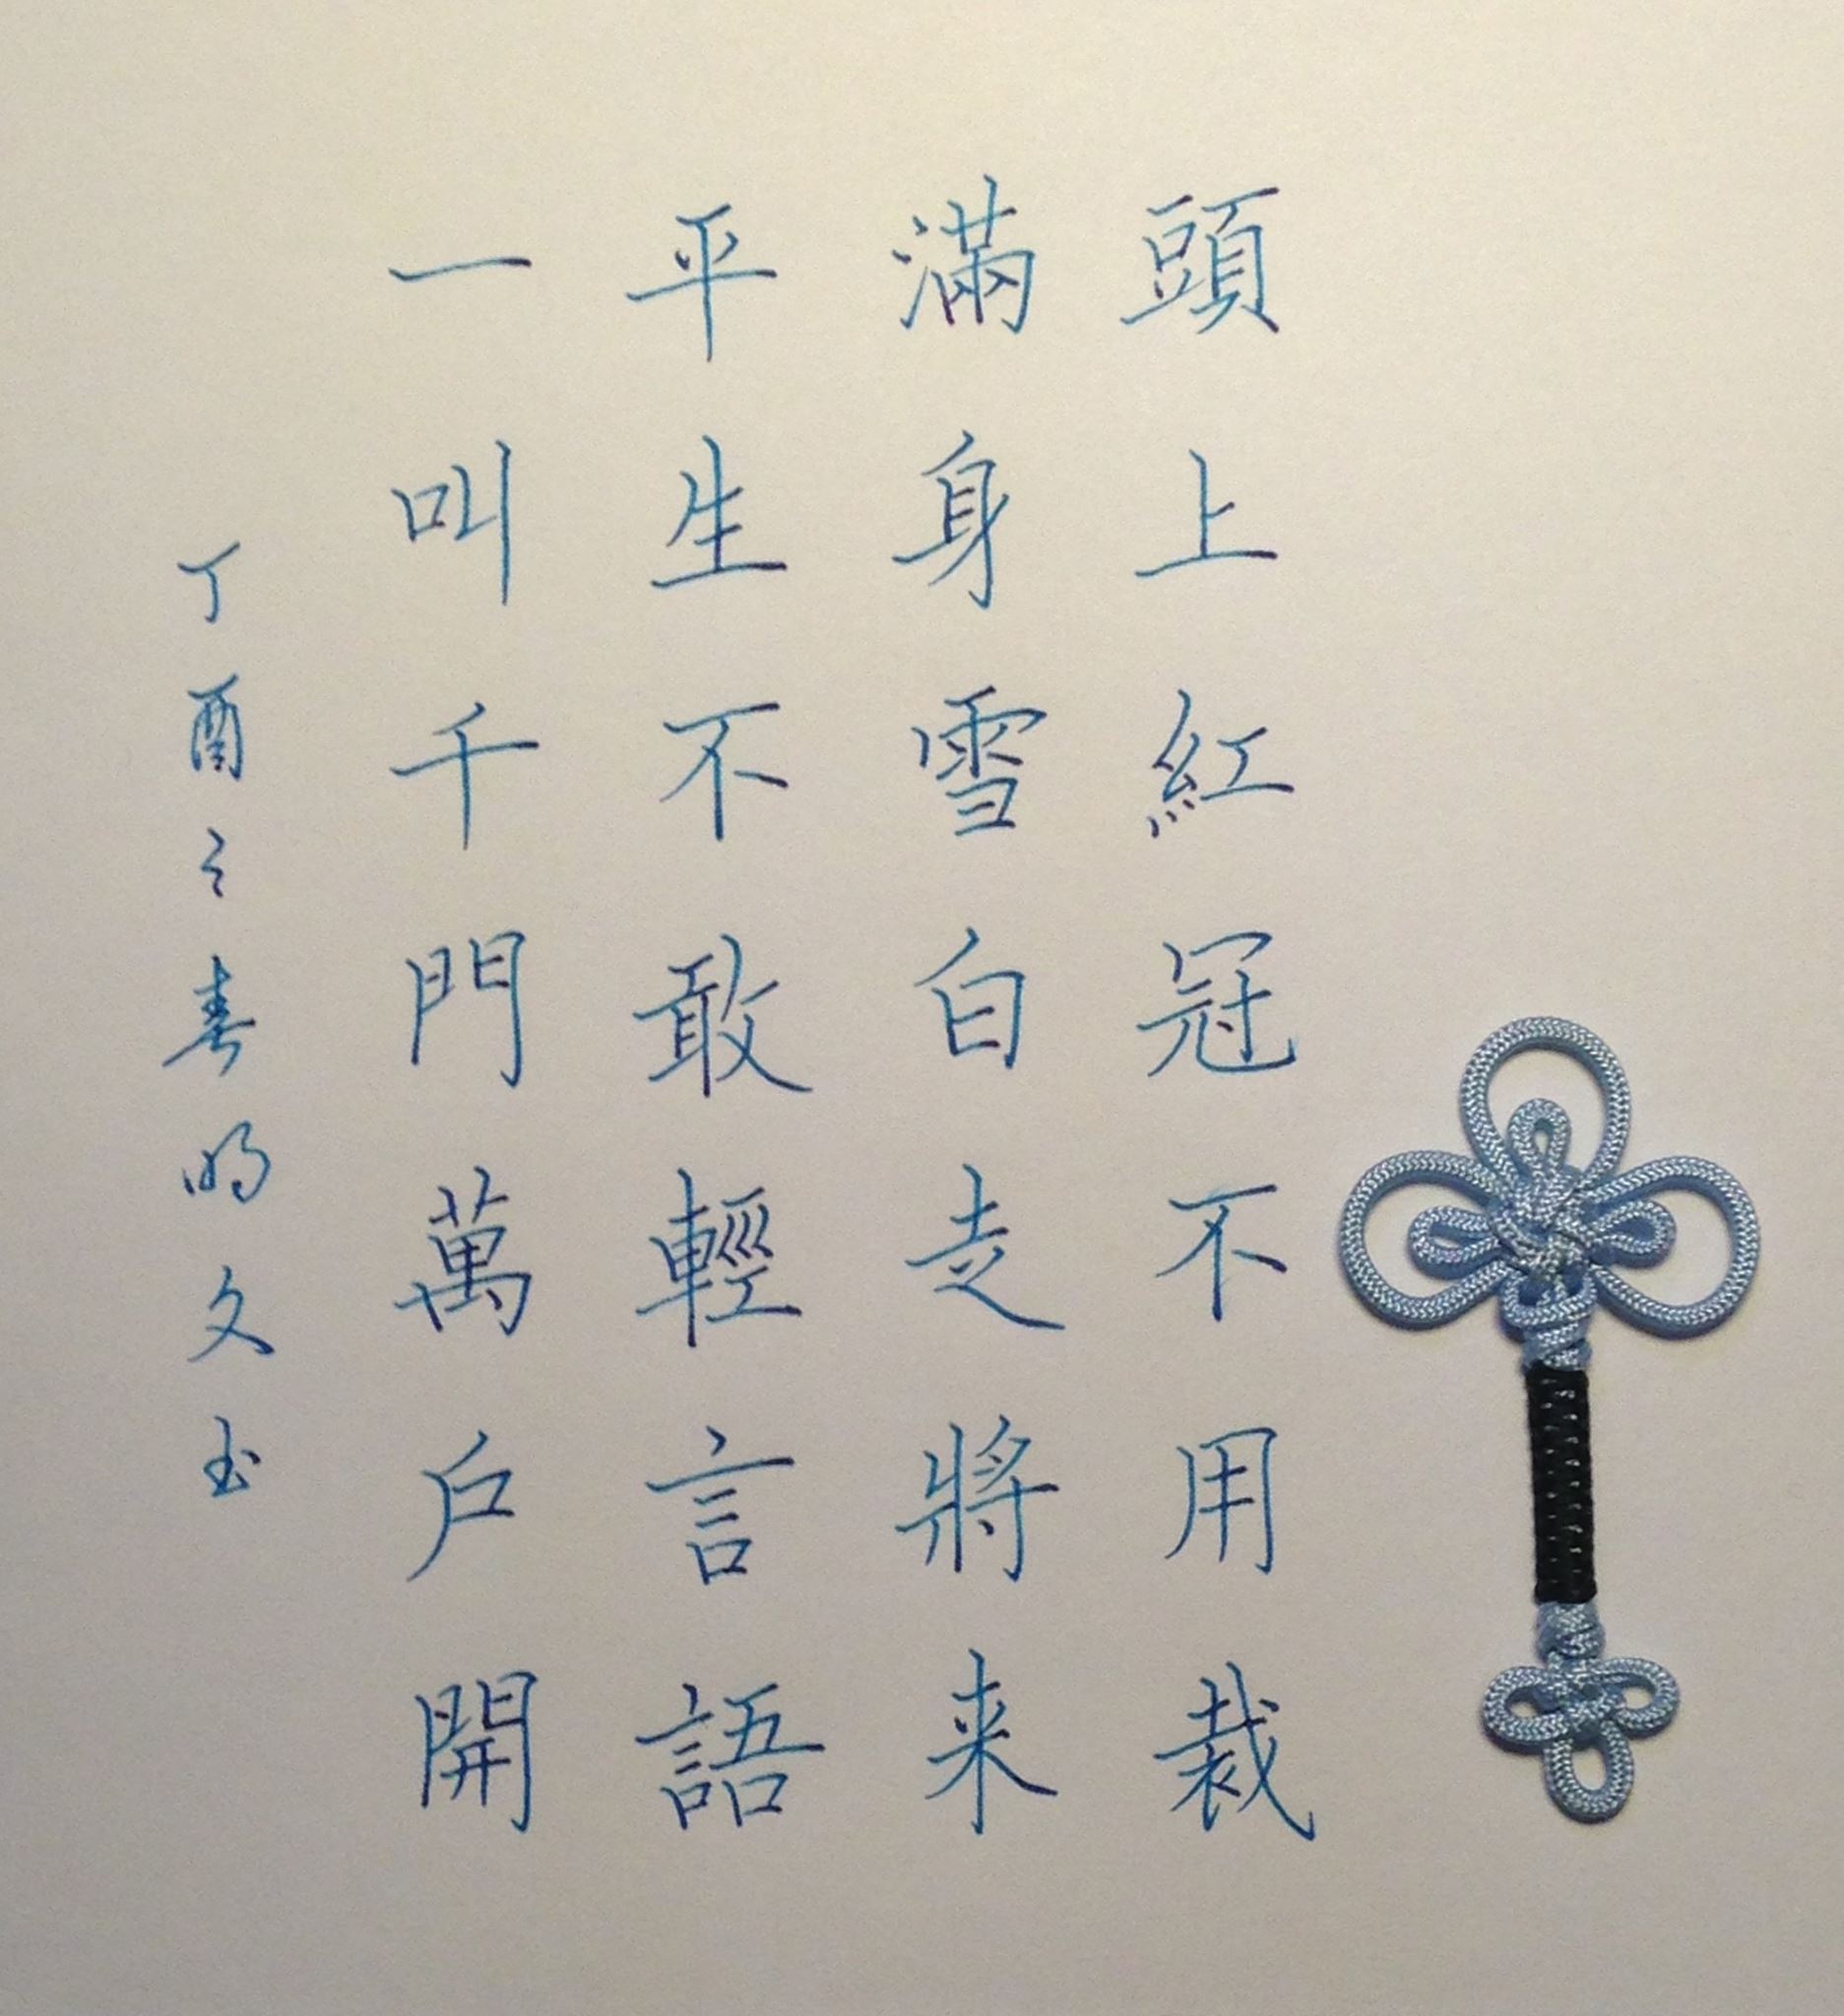 頭上紅冠不用裁
滿身雪白走將来
平生不敢輕言語
一叫千門萬戶開
丁酉之春明文书